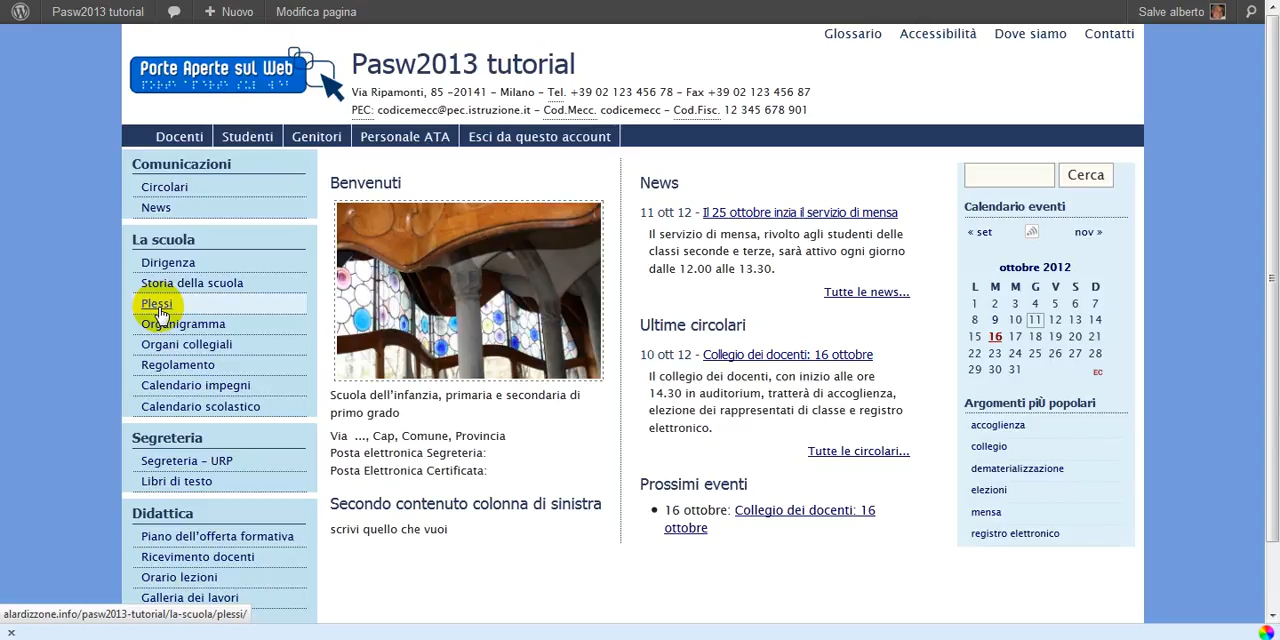 Pasw2013 tutorial
Nuovo
Modifica pagina
Salve alberto
Glossario
Accessibilità
Dove siamo
Contatti
Porte Aperte sul Web
Pasw2013 tutorial
Via Ripamonti, 85 -20141 – Milano – Tel. +39 02 123 456 78 – Fax +39 02 123 456 87
PEC: codicemecc@pec.istruzione.it – Cod.Mecc. codicemecc – Cod.Fisc. 12 345 678 901
Docenti
Studenti
Genitori
Personale ATA
Esci da questo account
Comunicazioni
Circolari
News
La scuola
Dirigenza
Storia della scuola
Plessi
Organigramma
Organi collegiali
Regolamento
Calendario impegni
Calendario scolastico
Segreteria
Segreteria – URP
Libri di testo
Didattica
Piano dell’offerta formativa
Ricevimento docenti
Orario lezioni
Galleria dei lavori
Benvenuti
Scuola dell’infanzia, primaria e secondaria di
primo grado
Via ..., Cap, Comune, Provincia
Posta elettronica Segreteria:
Posta Elettronica Certificata:
Secondo contenuto colonna di sinistra
scrivi quello che vuoi
News
11 ott 12 - Il 25 ottobre inzia il servizio di mensa
Il servizio di mensa, rivolto agli studenti delle
classi seconde e terze, sarà attivo ogni giorno
dalle 12.00 alle 13.30.
Tutte le news...
Ultime circolari
10 ott 12 - Collegio dei docenti: 16 ottobre
Il collegio dei docenti, con inizio alle ore
14.30 in auditorium, tratterà di accoglienza,
elezione dei rappresentati di classe e registro
elettronico.
Tutte le circolari...
Prossimi eventi
16 ottobre: Collegio dei docenti: 16
ottobre
Cerca
Calendario eventi
« set
nov »
ottobre 2012
L M M G V S D
1 2 3 4 5 6 7
8 9 10 11 12 13 14
15 16 17 18 19 20 21
22 23 24 25 26 27 28
29 30 31
EC
Argomenti piÙ popolari
accoglienza
collegio
dematerializzazione
elezioni
mensa
registro elettronico
alardizzone.info/pasw2013-tutorial/la-scuola/plessi/